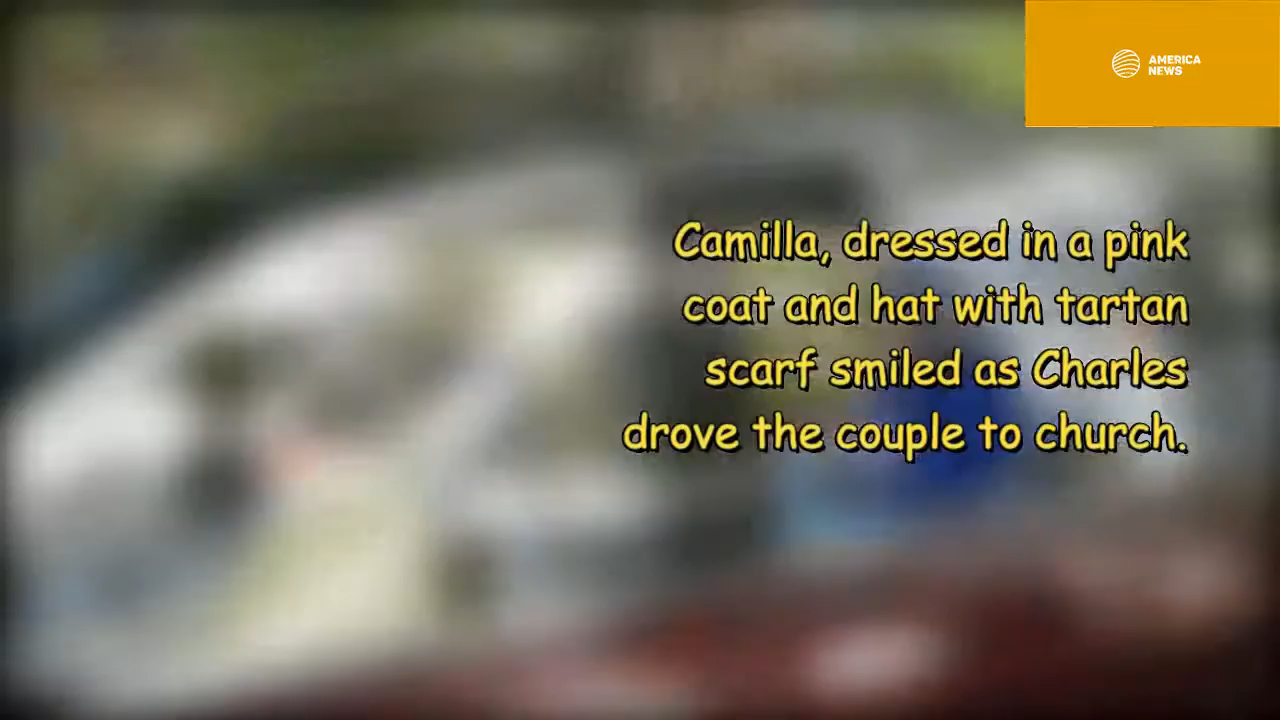 AMERICA
NEWS
Camilla, dressed in a pink
coat and hat with tartan
scarf smiled as Charles
drove the couple to church.